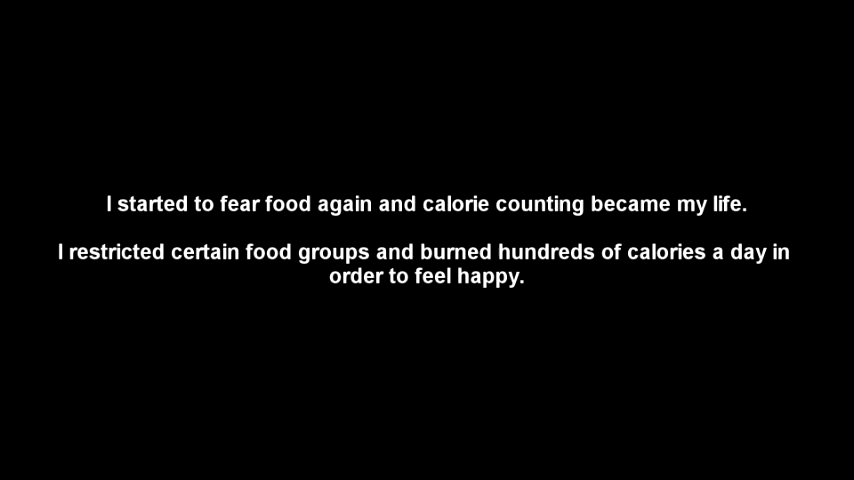 I started to fear food again and calorie counting became my life.
I restricted certain food groups and burned hundreds of calories a day in
order to feel happy.